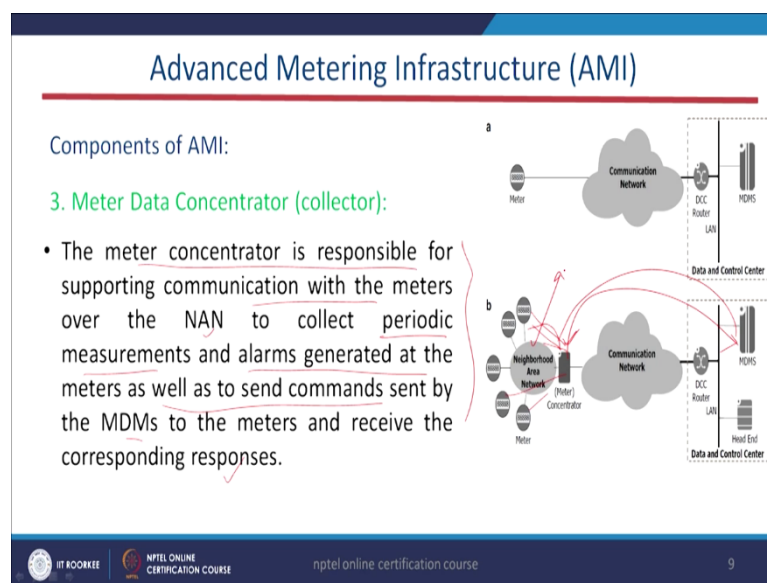 Advanced Metering Infrastructure (AMI)
Components of AMI:
3. Meter Data Concentrator (collector):
• The meter concentrator is responsible for
supporting communication with the meters
over the NAN to collect periodic
measurements and alarms generated at the
meters as well as to send commands sent by
the MDMs to the meters and receive the
corresponding responses.
a
Meter
Communication
Network
DCC
Router
LAN
MDMS
Data and Control Center
b
Neighborhood
Area
Network
Meter
(Meter)
Concentrator
Communication
Network
DCC
Router
LAN
MDMS
Head End
Data and Control Center
IIT ROORKEE
NPTEL ONLINE
CERTIFICATION COURSE
nptel online certification course
9